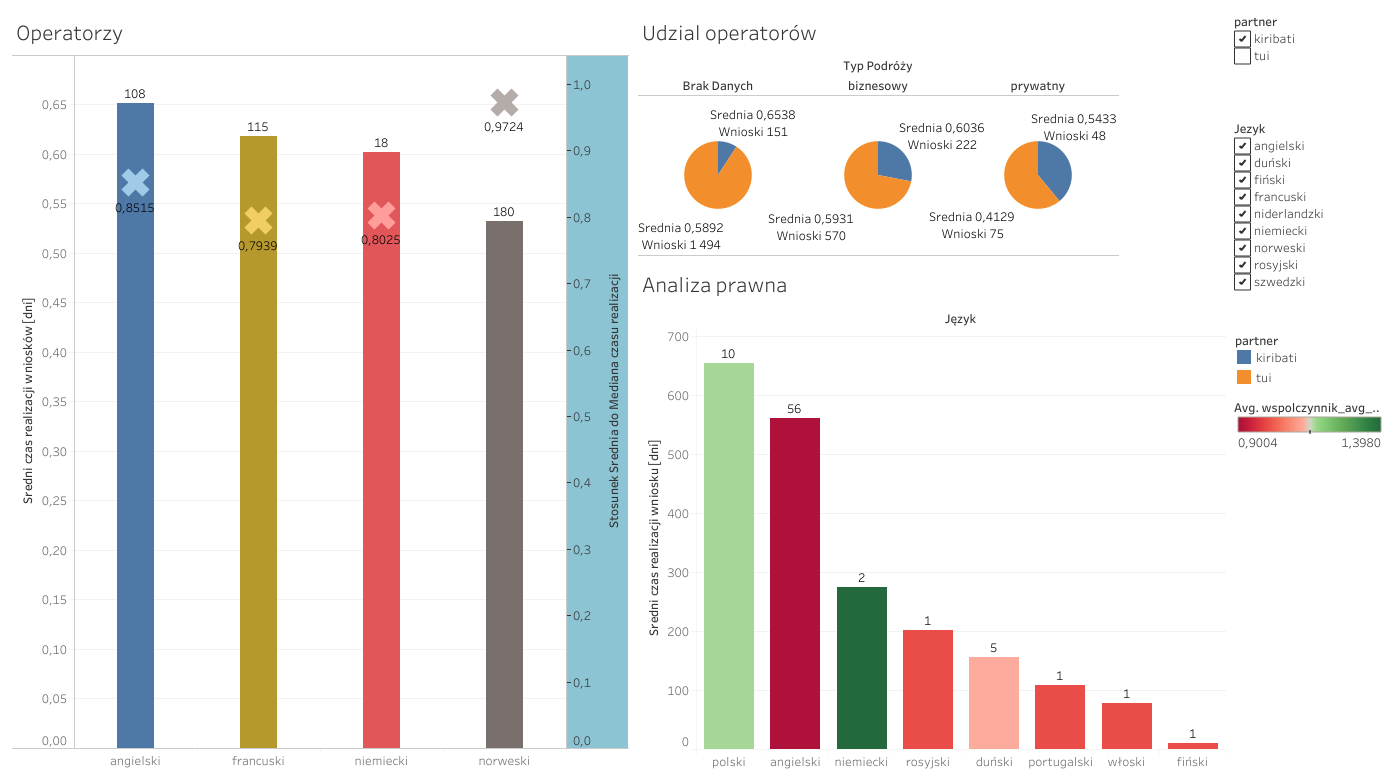 Operatorzy
Sredni czas realizacji wniosków [dni]
0,65
0,60
0,55
0,50
0,45
0,40
0,35
0,30
0,25
0,20
0,15
0,10
0,05
0,00
108
0,8515
115
0,7939
18
0,8025
0,9724
180
angielski
francuski
niemiecki
norweski
1,0
0,9
0,8
0,7
0,6
0,5
0,4
0,3
0,2
0,1
0,0
Stosunek Srednia do Mediana czasu realizacji
Udzial operatorów
Typ Podróży
Brak Danych
biznesowy
prywatny
Srednia 0,6538
Wnioski 151
Srednia 0,5892
Wnioski 1 494
Srednia 0,6036
Wnioski 222
Srednia 0,5931
Wnioski 570
Srednia 0,5433
Wnioski 48
Srednia 0,4129
Wnioski 75
Analiza prawna
Język
Sredni czas realizacji wniosku [dni]
700
600
500
400
300
200
100
0
10
56
2
1
5
1
1
1
polski
angielski
niemiecki
rosyjski
duński
portugalski
włoski
fiński
partner
kiribati
tui
Jezyk
angielski
duński
fiński
francuski
niderlandzki
niemiecki
norweski
rosyjski
szwedzki
partner
kiribati
tui
Avg. wspolczynnik_avg_..
0,9004
1,3980